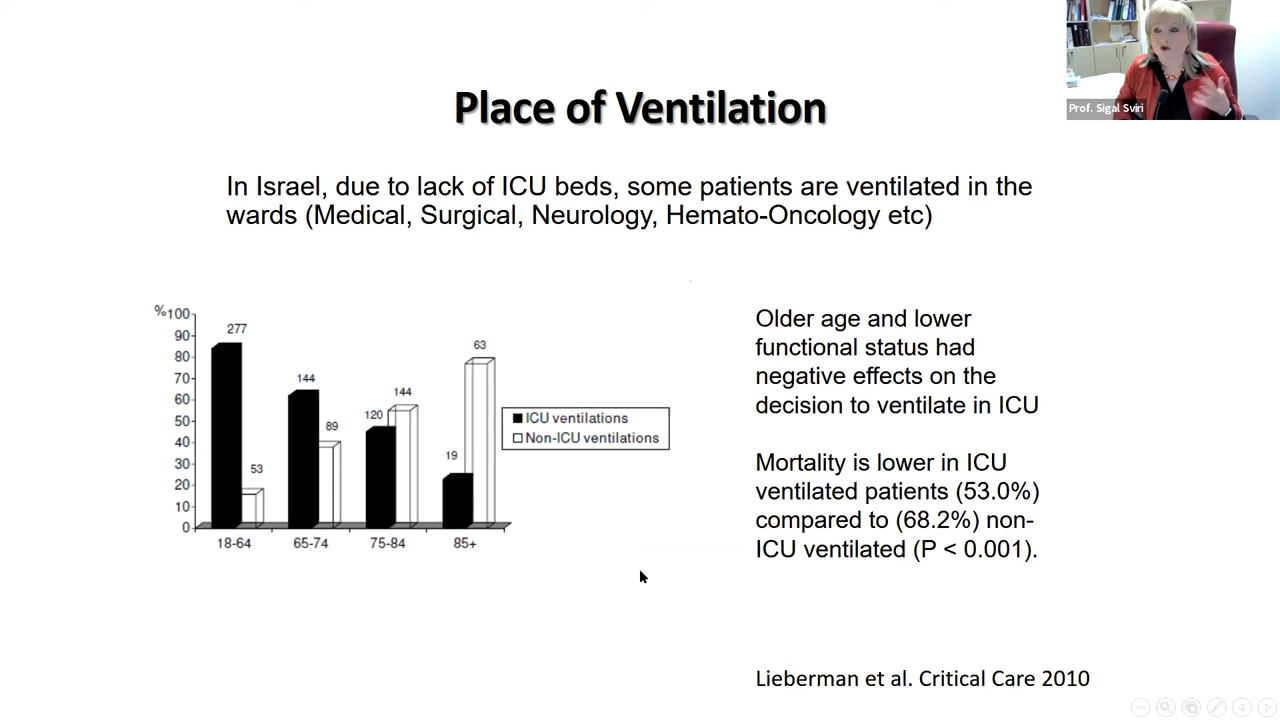 Prof. Sigal Sviri
Place of Ventilation
In Israel, due to lack of ICU beds, some patients are ventilated in the
wards (Medical, Surgical, Neurology, Hemato-Oncology etc)
%100
90
80
70
60
50
40
30
20
10
0
277
53
144
89
120
144
19
63
18-64
65-74
75-84
85+
ICU ventilations
Non-ICU ventilations
Older age and lower
functional status had
negative effects on the
decision to ventilate in ICU
Mortality is lower in ICU
ventilated patients (53.0%)
compared to (68.2%) non-
ICU ventilated (P < 0.001).
Lieberman et al. Critical Care 2010